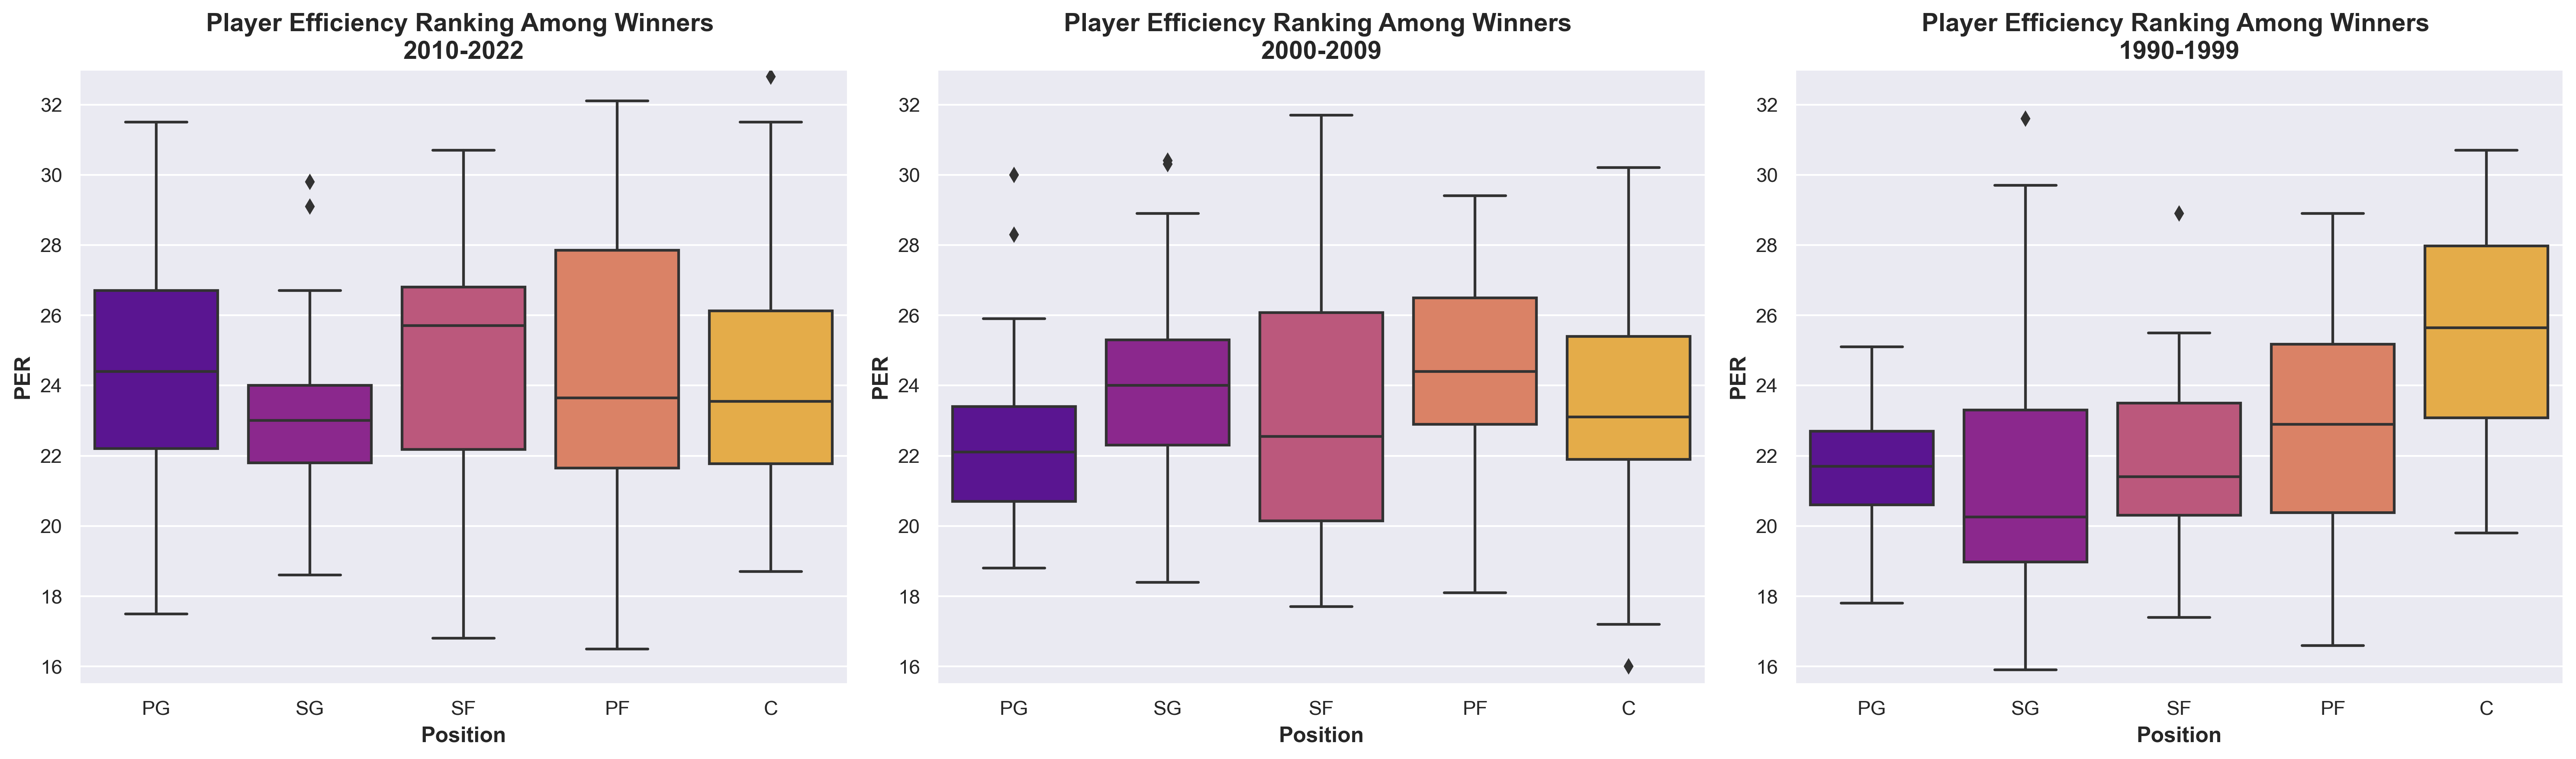 Player Efficiency Ranking Among Winners
2010-2022
PER
32
30
28
26
24
22
20
18
16
PG SG SF PF C
Position
Player Efficiency Ranking Among Winners
2000-2009
PER
32
30
28
26
24
22
20
18
16
PG SG SF PF C
Position
Player Efficiency Ranking Among Winners
1990-1999
PER
32
30
28
26
24
22
20
18
16
PG SG SF PF C
Position